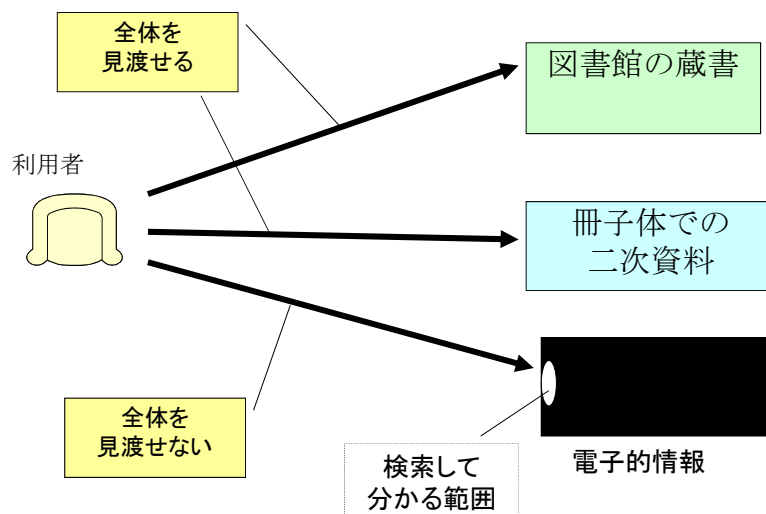 全体を
見渡せる
図書館の蔵書
利用者
冊子体での
二次資料
全体を
見渡せない
検索して
分かる範囲
電子的情報